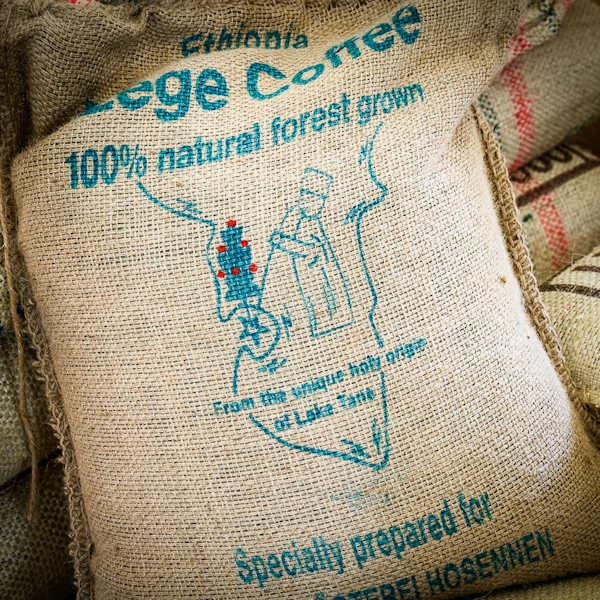 Ethiopia
Zege Coffee
100% natural forest grown
From the unique holy origin
of Lake Tana
Specially prepared for
STEREI HOSENNEN